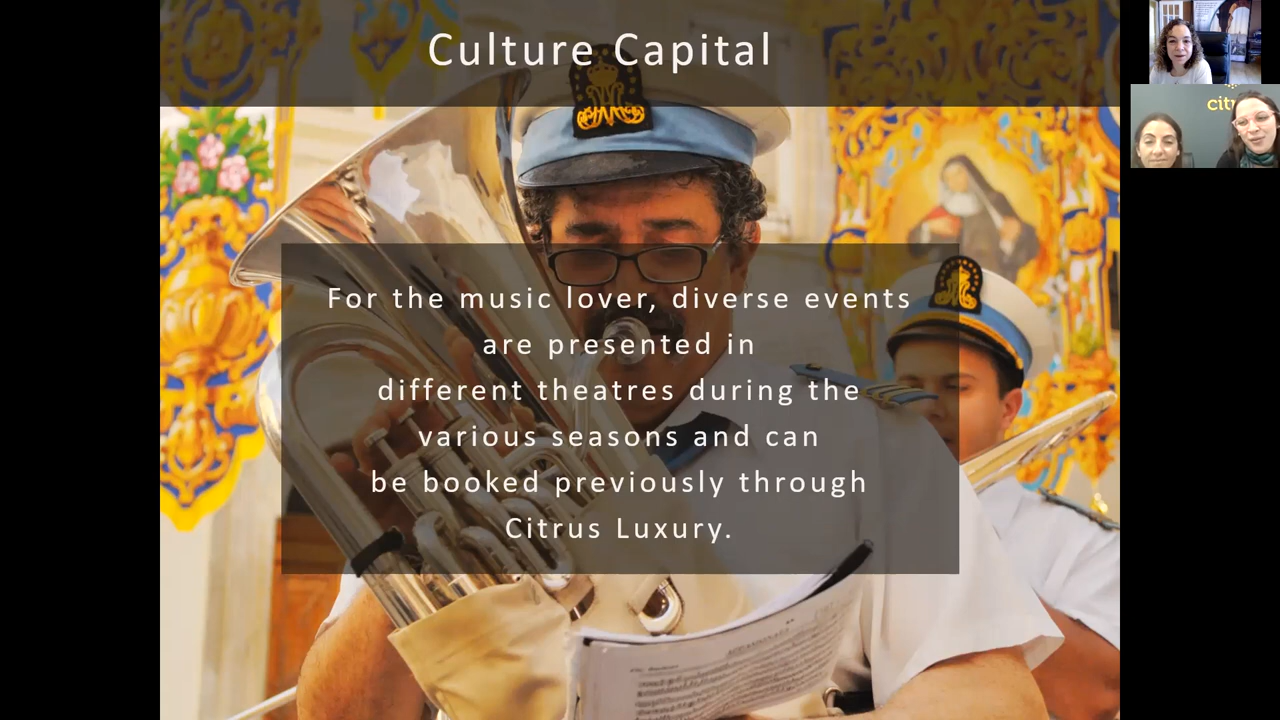 Culture Capital
For the music lover, diverse events
are presented in
different theatres during the
various seasons and can
be booked previously through
Citrus Luxury.